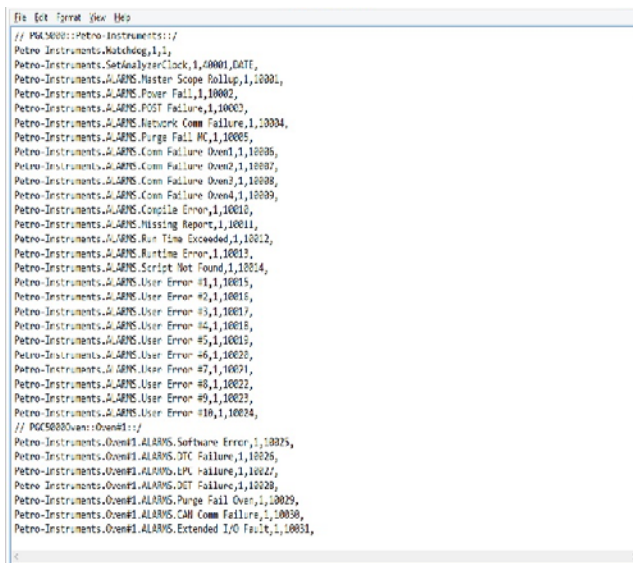 File Edit Format View Help
// PGC5000::Petro-Instruments::/
Petro-Instruments.Watchdog,1,1,
Petro-Instruments.SetAnalyzerClock,1,40001,DATE,
Petro-Instruments.ALARMS.Master Scope Rollup,1,10001,
Petro-Instruments.ALARMS.Power Fail,1,10002,
Petro-Instruments.ALARMS.POST Failure,1,10003,
Petro-Instruments.ALARMS.Network Comm Failure,1,10004,
Petro-Instruments.ALARMS.Purge Fail MC,1,10005,
Petro-Instruments.ALARMS.Comm Failure Oven1,1,10006,
Petro-Instruments.ALARMS.Comm Failure Oven2,1,10007,
Petro-Instruments.ALARMS.Comm Failure Oven3,1,10008,
Petro-Instruments.ALARMS.Comm Failure Oven4,1,10009,
Petro-Instruments.ALARMS.Compile Error,1,10010,
Petro-Instruments.ALARMS.Missing Report,1,10011,
Petro-Instruments.ALARMS.Run Time Exceeded,1,10012,
Petro-Instruments.ALARMS.Runtime Error,1,10013,
Petro-Instruments.ALARMS.Script Not Found,1,10014,
Petro-Instruments.ALARMS.User Error #1,1,10015,
Petro-Instruments.ALARMS.User Error #2,1,10016,
Petro-Instruments.ALARMS.User Error #3,1,10017,
Petro-Instruments.ALARMS.User Error #4,1,10018,
Petro-Instruments.ALARMS.User Error #5,1,10019,
Petro-Instruments.ALARMS.User Error #6,1,10020,
Petro-Instruments.ALARMS.User Error #7,1,10021,
Petro-Instruments.ALARMS.User Error #8,1,10022,
Petro-Instruments.ALARMS.User Error #9,1,10023,
Petro-Instruments.ALARMS.User Error #10,1,10024,
// PGC5000Oven::Oven#1::/
Petro-Instruments.Oven#1.ALARMS.Software Error,1,10025,
Petro-Instruments.Oven#1.ALARMS.DTC Failure,1,10026,
Petro-Instruments.Oven#1.ALARMS.EPC Failure,1,10027,
Petro-Instruments.Oven#1.ALARMS.DET Failure,1,10028,
Petro-Instruments.Oven#1.ALARMS.Purge Fail Oven,1,10029,
Petro-Instruments.Oven#1.ALARMS.CAN Comm Failure,1,10030,
Petro-Instruments.Oven#1.ALARMS.Extended I/O Fault,1,10031,